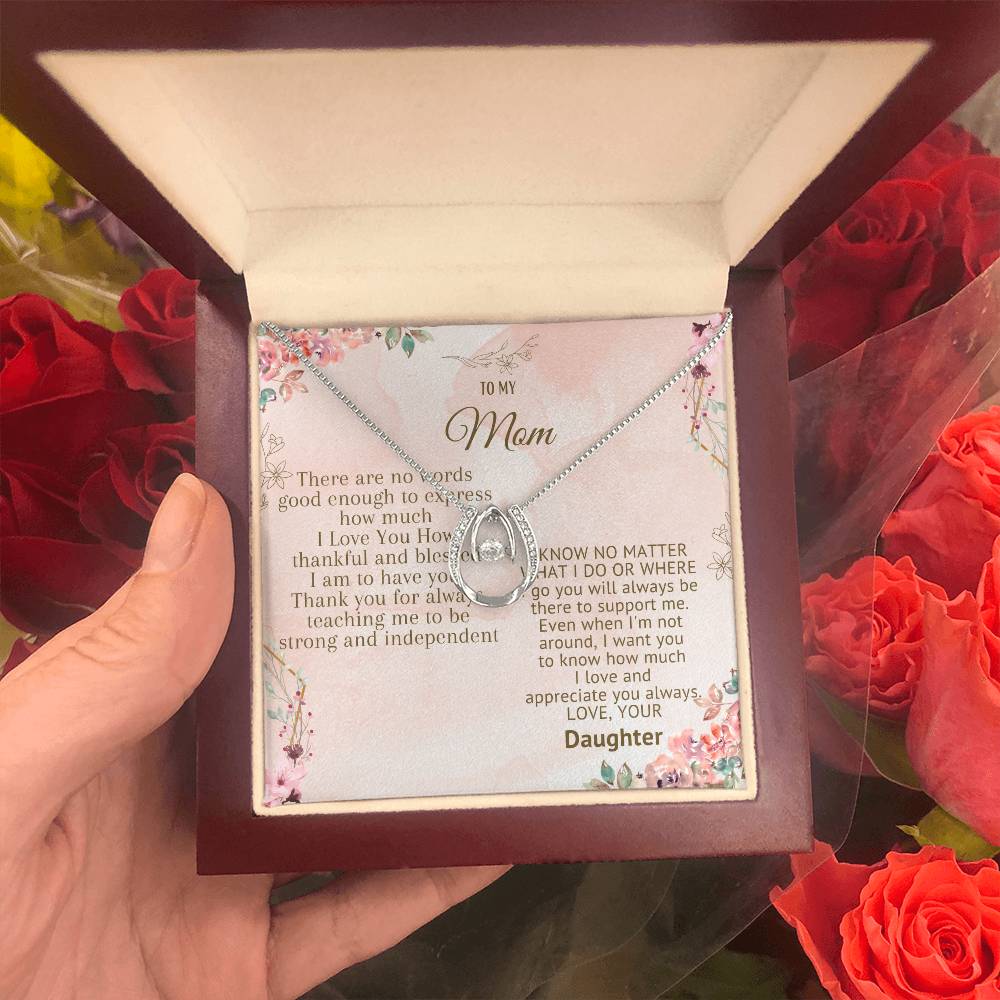 TO MY
Mom
There are no words
good enough to express
how much
I Love You How
thankful and blessed
I am to have you
Thank you for always
teaching me to be
strong and independent
KNOW NO MATTER
WHAT I DO OR WHERE
go you will always be
there to support me.
Even when I'm not
around, I want you
to know how much
I love and
appreciate you always.
LOVE, YOUR
Daughter